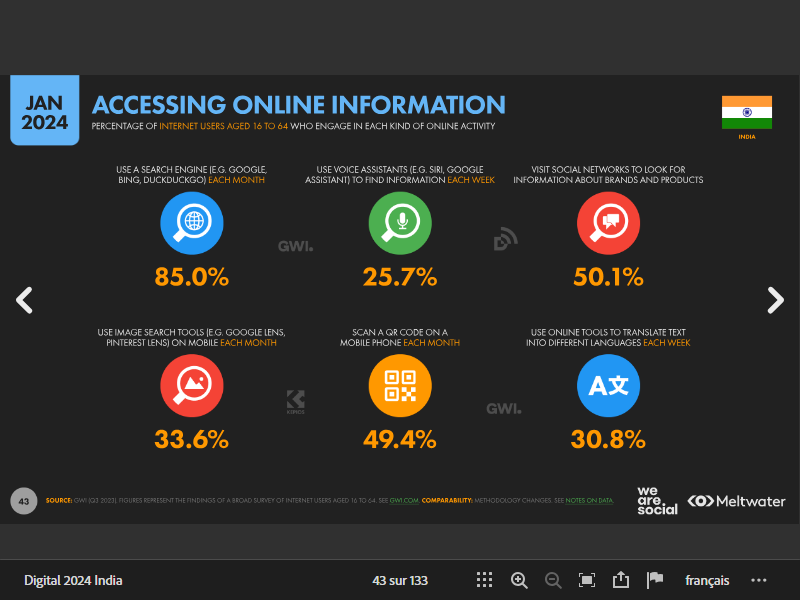 JAN
2024
ACCESSING ONLINE INFORMATION
PERCENTAGE OF INTERNET USERS AGED 16 TO 64 WHO ENGAGE IN EACH KIND OF ONLINE ACTIVITY
INDIA
USE A SEARCH ENGINE (E.G. GOOGLE,
BING, DUCKDUCKGO) EACH MONTH
85.0%
USE VOICE ASSISTANTS (E.G. SIRI, GOOGLE
ASSISTANT) TO FIND INFORMATION EACH WEEK
25.7%
VISIT SOCIAL NETWORKS TO LOOK FOR
INFORMATION ABOUT BRANDS AND PRODUCTS
50.1%
GWI.
USE IMAGE SEARCH TOOLS (E.G. GOOGLE LENS,
PINTEREST LENS) ON MOBILE EACH MONTH
33.6%
SCAN A QR CODE ON A
MOBILE PHONE EACH MONTH
49.4%
USE ONLINE TOOLS TO TRANSLATE TEXT
INTO DIFFERENT LANGUAGES EACH WEEK
A文
30.8%
KEPIOS
GWI.
43
SOURCE: GWI (Q3 2023). FIGURES REPRESENT THE FINDINGS OF A BROAD SURVEY OF INTERNET USERS AGED 16 TO 64. SEE GWI.COM. COMPARABILITY: METHODOLOGY CHANGES. SEE NOTES ON DATA.
we
are
social
Meltwater
Digital 2024 India
43 sur 133
français